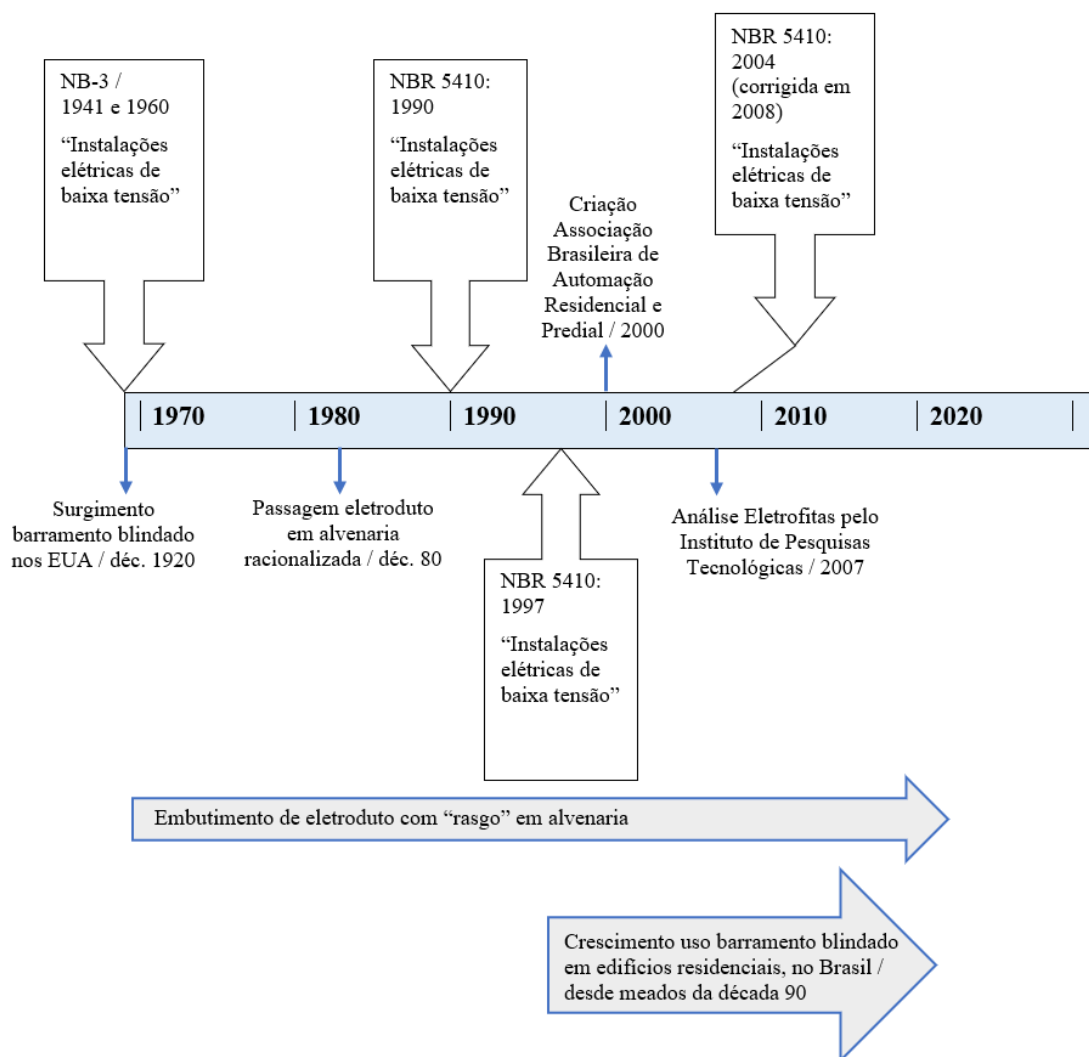 NB-3 /
1941 e 1960
“Instalações
elétricas de
baixa tensão”
NBR 5410:
1990
“Instalações
elétricas de
baixa tensão”
Criação
Associação
Brasileira de
Automação
Residencial e
Predial / 2000
NBR 5410:
2004
(corrigida em
2008)
“Instalações
elétricas de
baixa tensão”
1970
1980
1990
2000
2010
2020
Surgimento
barramento blindado
nos EUA / déc. 1920
Passagem eletroduto
em alvenaria
racionalizada / déc. 80
NBR 5410:
1997
“Instalações
elétricas de
baixa tensão”
Análise Eletrofitas pelo
Instituto de Pesquisas
Tecnológicas / 2007
Embutimento de eletroduto com “rasgo” em alvenaria
Crescimento uso barramento blindado
em edifícios residenciais, no Brasil /
desde meados da década 90